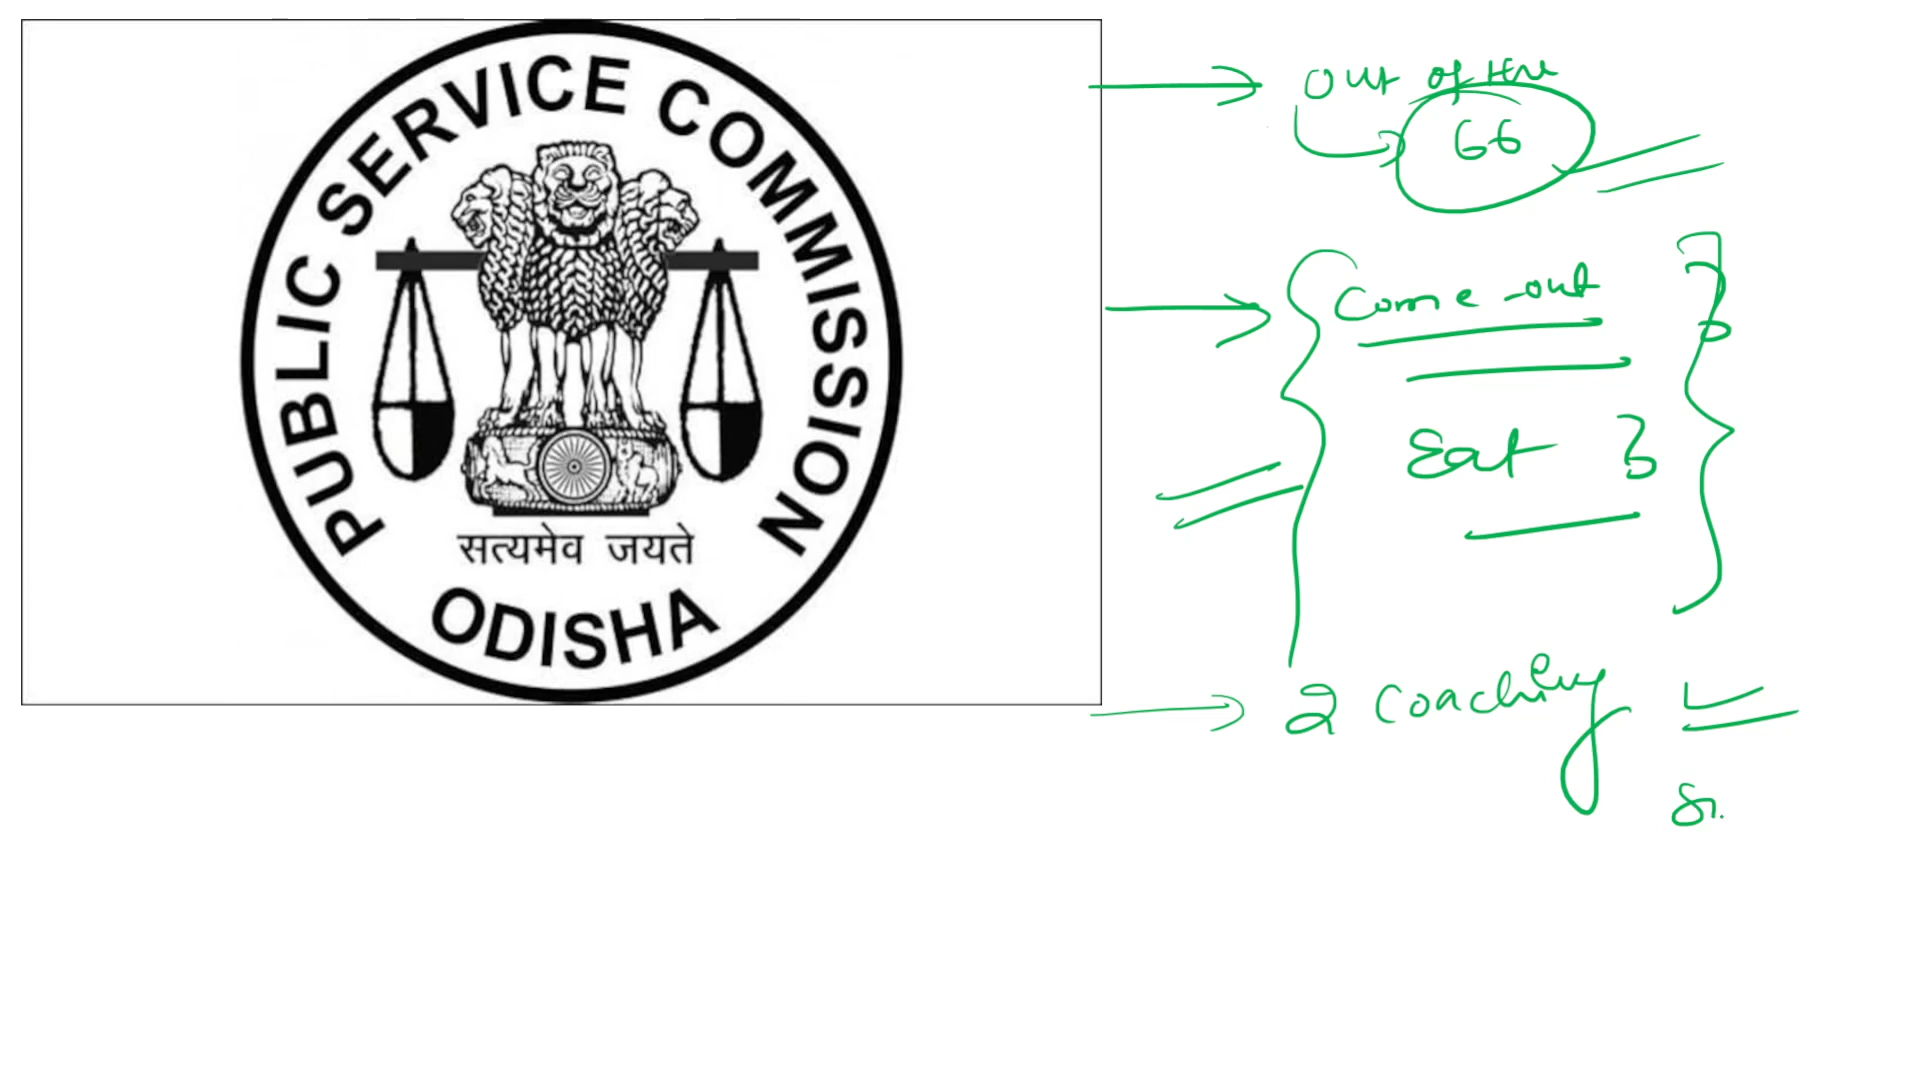 PUBLIC SERVICE COMMISSION
सत्यमेव जयते
ODISHA
out of the
66
Come-out
Eat
2 coaching